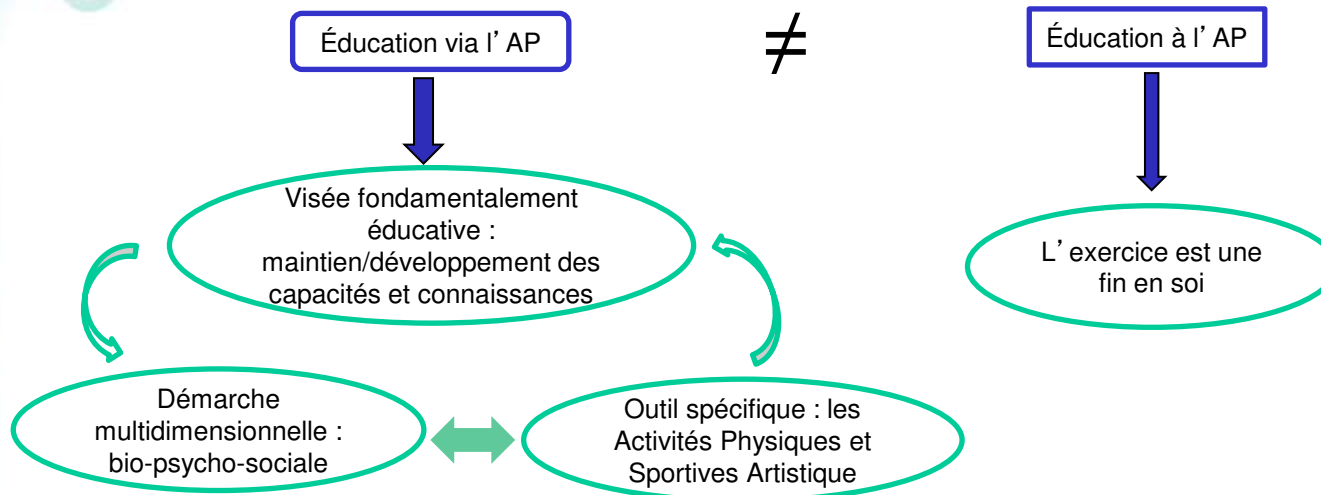 Éducation via l’AP
≠
Éducation à l’AP
Visée fondamentalement
éducative :
maintien/développement des
capacités et connaissances
L’exercice est une
fin en soi
Démarche
multidimensionnelle :
bio-psycho-sociale
Outil spécifique : les
Activités Physiques et
Sportives Artistique